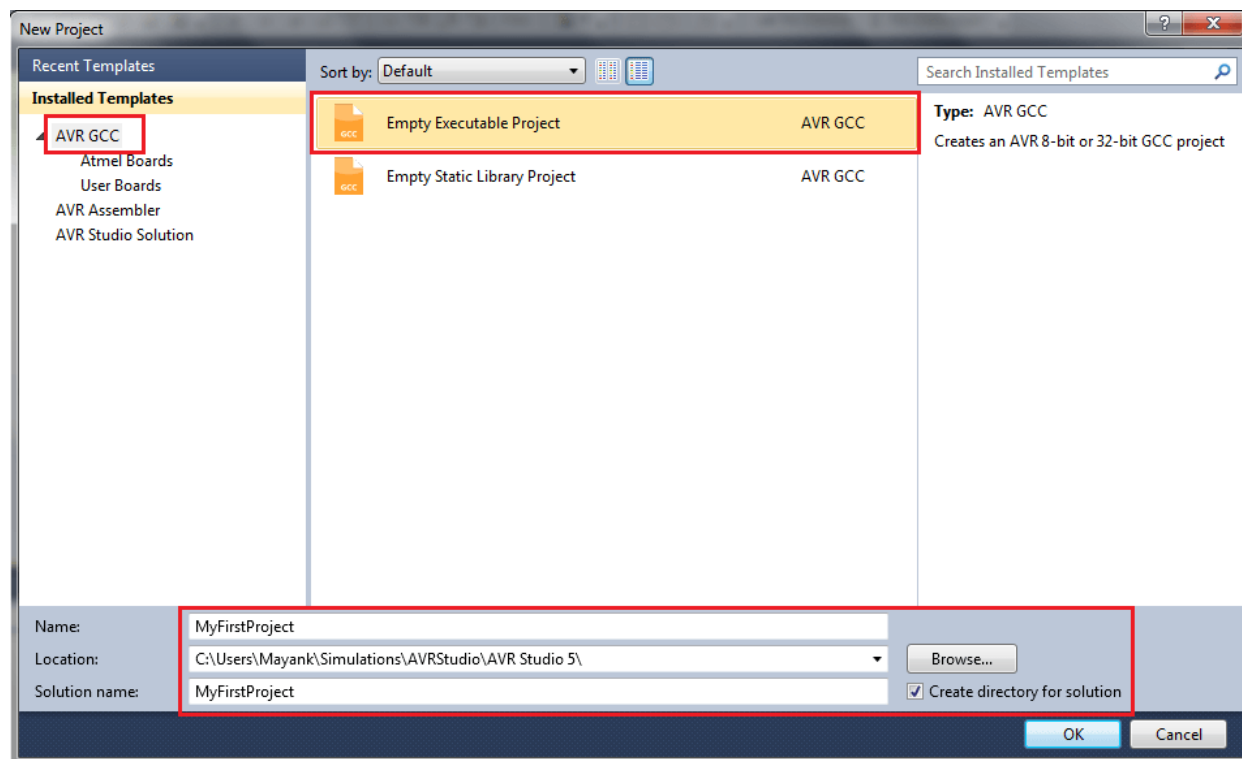 New Project
Recent Templates
Installed Templates
AVR GCC
Atmel Boards
User Boards
AVR Assembler
AVR Studio Solution
Sort by: Default
Search Installed Templates
GCC Empty Executable Project AVR GCC
GCC Empty Static Library Project AVR GCC
Type: AVR GCC
Creates an AVR 8-bit or 32-bit GCC project
Name: MyFirstProject
Location: C:\Users\Mayank\Simulations\AVRStudio\AVR Studio 5\ Browse...
Solution name: MyFirstProject Create directory for solution
OK Cancel